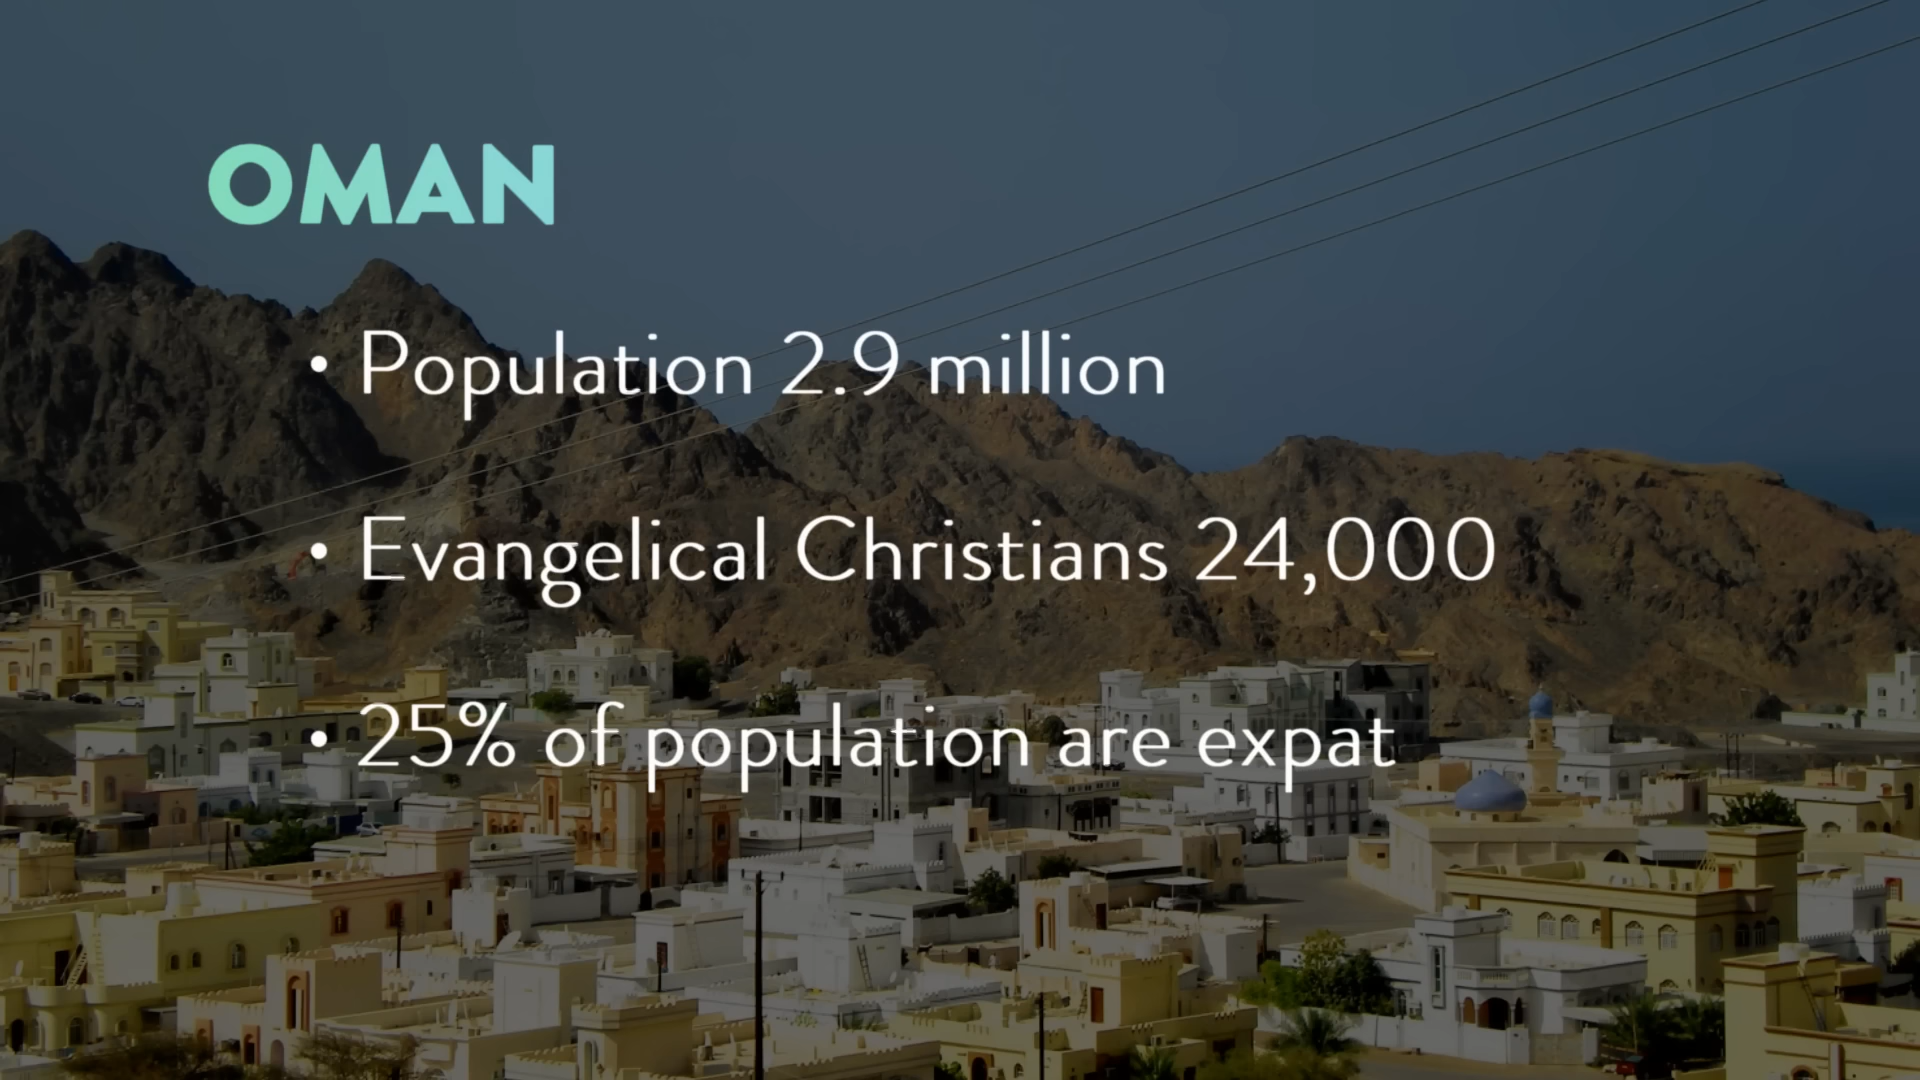 OMAN
• Population 2.9 million
• Evangelical Christians 24,000
• 25% of population are expat